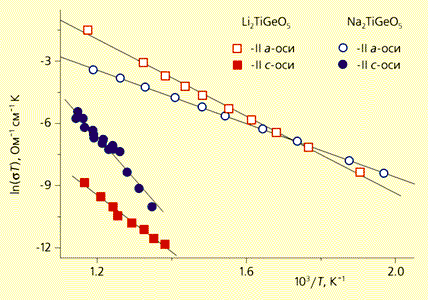 Li₂TiGeO₅ Na₂TiGeO₅
-II a-оси -II a-оси
-II c-оси -II c-оси
ln(σT), Ом⁻¹ см⁻¹ К
-3
-6
-9
-12
1.2 1.6 2.0
10³/T, К⁻¹